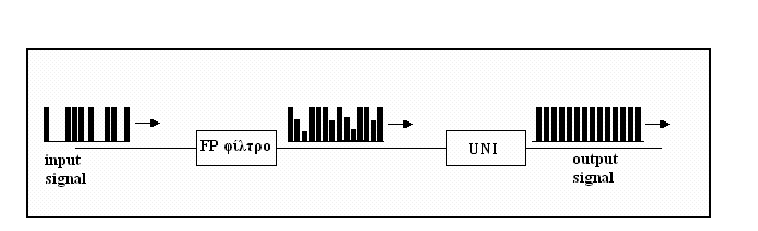 input
signal
FP φίλτρο
UNI
output
signal